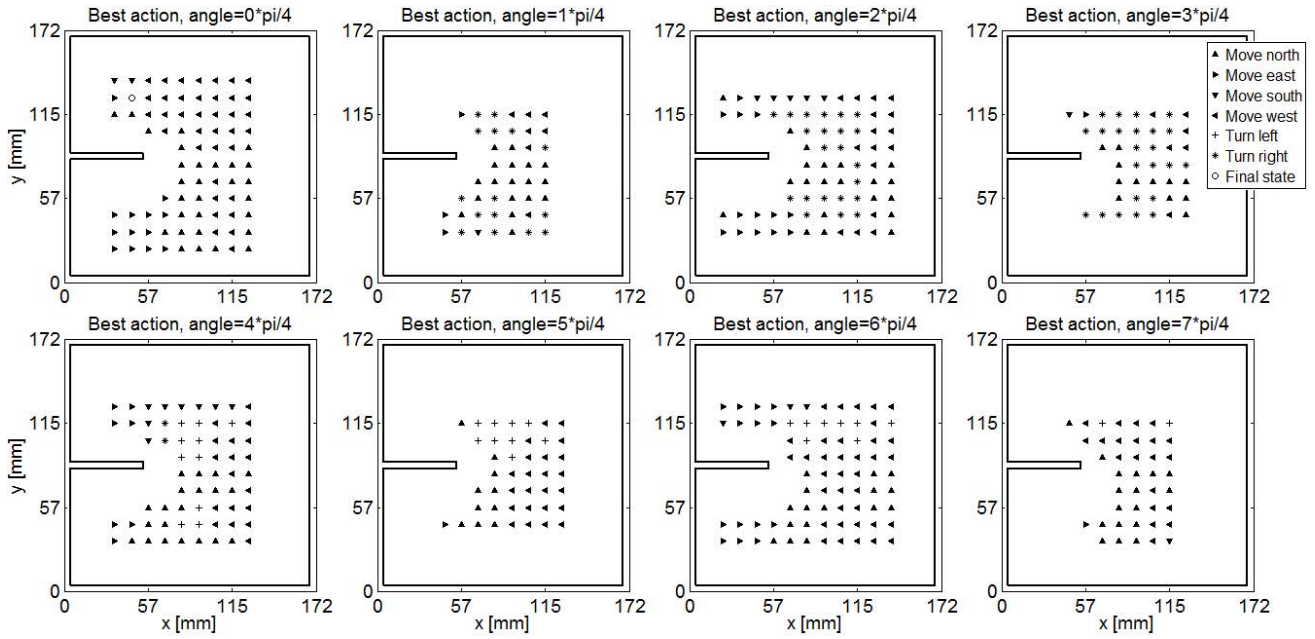 Best action, angle=0*pi/4
Best action, angle=1*pi/4
Best action, angle=2*pi/4
Best action, angle=3*pi/4
172
115
57
0
y [mm]
0 57 115 172
172
115
57
0
0 57 115 172
172
115
57
0
0 57 115 172
172
115
57
0
0 57 115 172
Move north
Move east
Move south
Move west
Turn left
Turn right
Final state
Best action, angle=4*pi/4
Best action, angle=5*pi/4
Best action, angle=6*pi/4
Best action, angle=7*pi/4
172
115
57
0
y [mm]
0 57 115 172
x [mm]
172
115
57
0
0 57 115 172
x [mm]
172
115
57
0
0 57 115 172
x [mm]
172
115
57
0
0 57 115 172
x [mm]